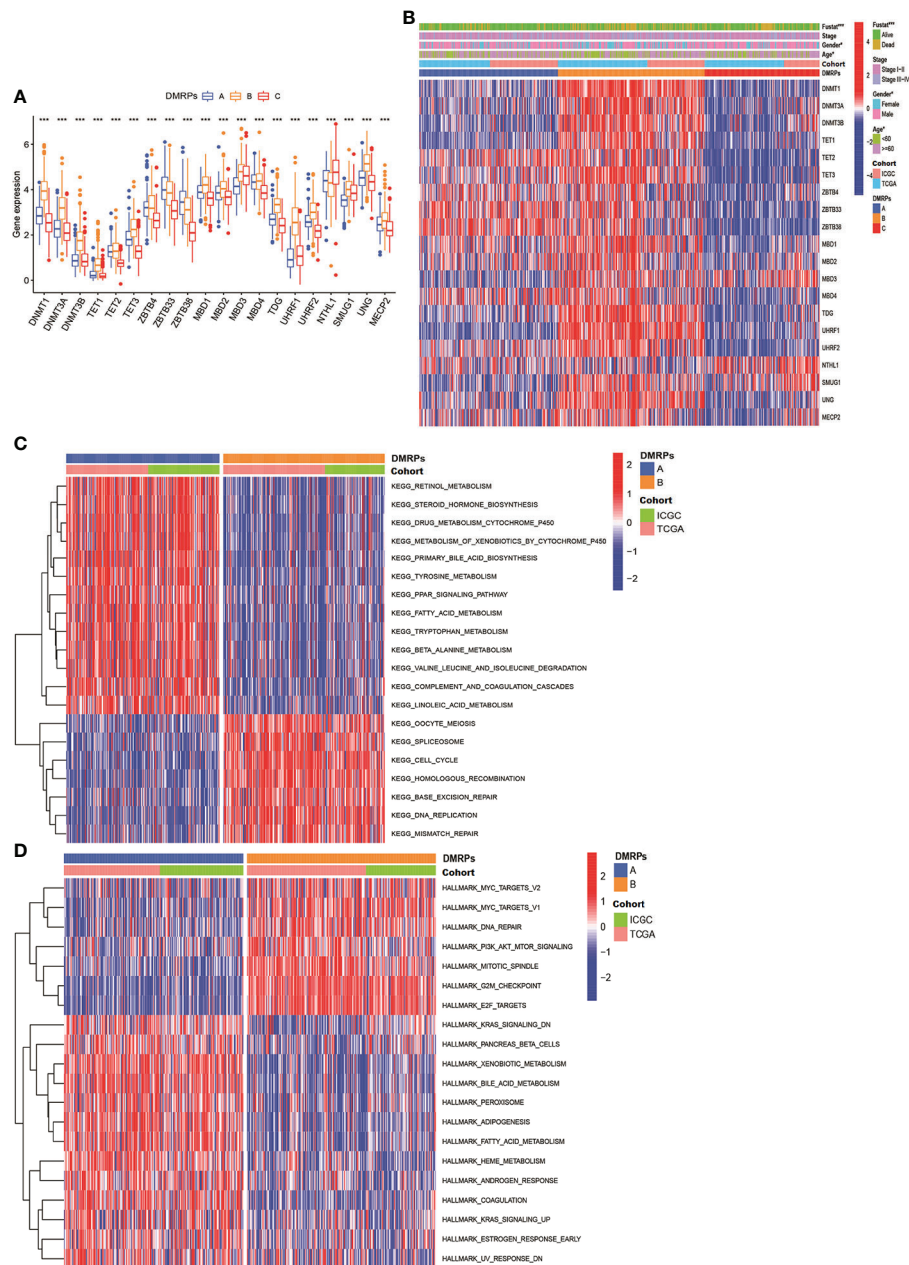 A
DMRPs A B C
*** *** *** *** *** *** *** *** *** *** *** *** *** *** *** *** *** *** *** ***
Gene expression
6
4
2
0
DNMT1
DNMT3A
DNMT3B
TET1
TET2
TET3
ZBTB4
ZBTB33
ZBTB38
MBD1
MBD2
MBD3
MBD4
TDG
UHRF1
UHRF2
NTHL1
SMUG1
UNG
MECP2
B
Fustat***
Stage
Gender*
Age*
Cohort
DMRPs
DNMT1
DNMT3A
DNMT3B
TET1
TET2
TET3
ZBTB4
ZBTB33
ZBTB38
MBD1
MBD2
MBD3
MBD4
TDG
UHRF1
UHRF2
NTHL1
SMUG1
UNG
MECP2
4
2
0
−2
−4
Fustat***
Alive
Dead
Stage
Stage I−II
Stage III−IV
Gender*
Female
Male
Age*
<60
>=60
Cohort
ICGC
TCGA
DMRPs
A
B
C
C
DMRPs
Cohort
KEGG_RETINOL_METABOLISM
KEGG_STEROID_HORMONE_BIOSYNTHESIS
KEGG_DRUG_METABOLISM_CYTOCHROME_P450
KEGG_METABOLISM_OF_XENOBIOTICS_BY_CYTOCHROME_P450
KEGG_PRIMARY_BILE_ACID_BIOSYNTHESIS
KEGG_TYROSINE_METABOLISM
KEGG_PPAR_SIGNALING_PATHWAY
KEGG_FATTY_ACID_METABOLISM
KEGG_TRYPTOPHAN_METABOLISM
KEGG_BETA_ALANINE_METABOLISM
KEGG_VALINE_LEUCINE_AND_ISOLEUCINE_DEGRADATION
KEGG_COMPLEMENT_AND_COAGULATION_CASCADES
KEGG_LINOLEIC_ACID_METABOLISM
KEGG_OOCYTE_MEIOSIS
KEGG_SPLICEOSOME
KEGG_CELL_CYCLE
KEGG_HOMOLOGOUS_RECOMBINATION
KEGG_BASE_EXCISION_REPAIR
KEGG_DNA_REPLICATION
KEGG_MISMATCH_REPAIR
2
1
0
−1
−2
DMRPs
A
B
Cohort
ICGC
TCGA
D
DMRPs
Cohort
HALLMARK_MYC_TARGETS_V2
HALLMARK_MYC_TARGETS_V1
HALLMARK_DNA_REPAIR
HALLMARK_PI3K_AKT_MTOR_SIGNALING
HALLMARK_MITOTIC_SPINDLE
HALLMARK_G2M_CHECKPOINT
HALLMARK_E2F_TARGETS
HALLMARK_KRAS_SIGNALING_DN
HALLMARK_PANCREAS_BETA_CELLS
HALLMARK_XENOBIOTIC_METABOLISM
HALLMARK_BILE_ACID_METABOLISM
HALLMARK_PEROXISOME
HALLMARK_ADIPOGENESIS
HALLMARK_FATTY_ACID_METABOLISM
HALLMARK_HEME_METABOLISM
HALLMARK_ANDROGEN_RESPONSE
HALLMARK_COAGULATION
HALLMARK_KRAS_SIGNALING_UP
HALLMARK_ESTROGEN_RESPONSE_EARLY
HALLMARK_UV_RESPONSE_DN
2
1
0
−1
−2
DMRPs
A
B
Cohort
ICGC
TCGA